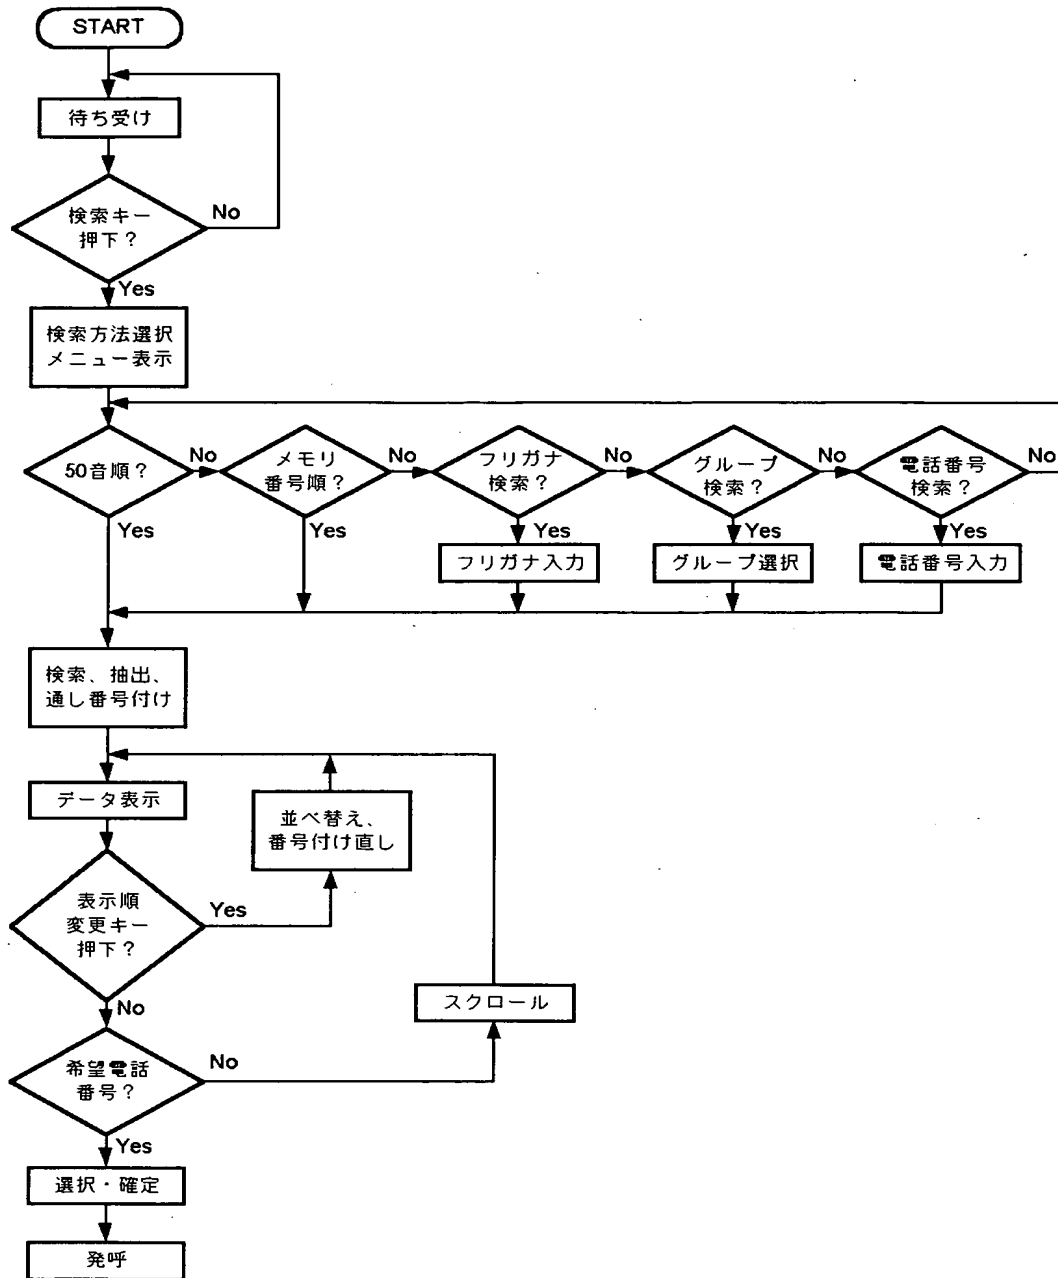 START
待ち受け
検索キー
押下？
No
Yes
検索方法選択
メニュー表示
50音順？
No
メモリ
番号順？
No
フリガナ
検索？
No
グループ
検索？
No
電話番号
検索？
No
Yes
Yes
Yes
Yes
Yes
フリガナ入力
グループ選択
電話番号入力
検索、抽出、
通し番号付け
データ表示
並べ替え、
番号付け直し
表示順
変更キー
押下？
Yes
No
スクロール
希望電話
番号？
No
Yes
選択・確定
発呼